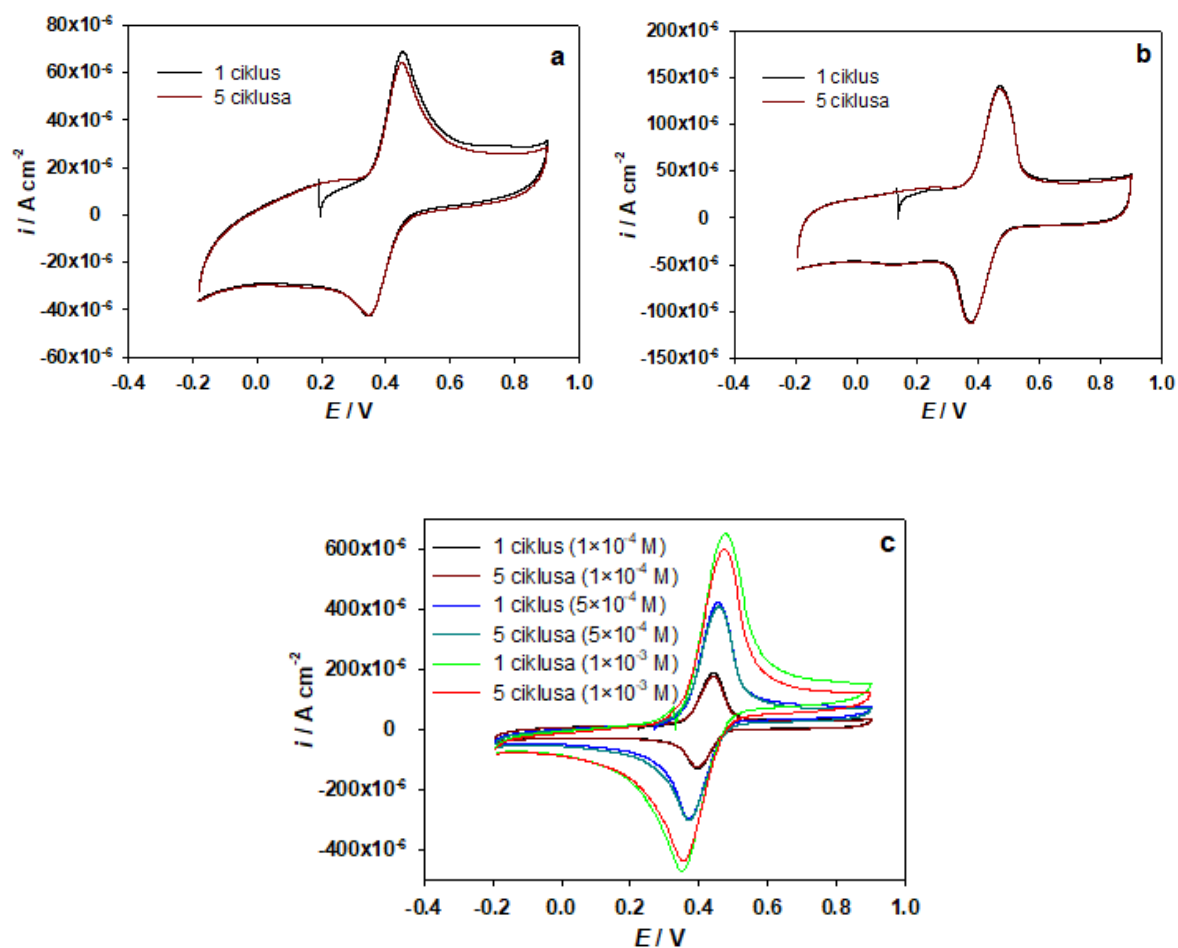 a
1 ciklus
5 ciklusa
80x10⁻⁶
60x10⁻⁶
40x10⁻⁶
20x10⁻⁶
0
-20x10⁻⁶
-40x10⁻⁶
-60x10⁻⁶
i / A cm⁻²
-0.4 -0.2 0.0 0.2 0.4 0.6 0.8 1.0
E / V
b
1 ciklus
5 ciklusa
200x10⁻⁶
150x10⁻⁶
100x10⁻⁶
50x10⁻⁶
0
-50x10⁻⁶
-100x10⁻⁶
-150x10⁻⁶
i / A cm⁻²
-0.4 -0.2 0.0 0.2 0.4 0.6 0.8 1.0
E / V
c
1 ciklus (1×10⁻⁴ M)
5 ciklusa (1×10⁻⁴ M)
1 ciklus (5×10⁻⁴ M)
5 ciklusa (5×10⁻⁴ M)
1 ciklusa (1×10⁻³ M)
5 ciklusa (1×10⁻³ M)
600x10⁻⁶
400x10⁻⁶
200x10⁻⁶
0
-200x10⁻⁶
-400x10⁻⁶
i / A cm⁻²
-0.4 -0.2 0.0 0.2 0.4 0.6 0.8 1.0
E / V